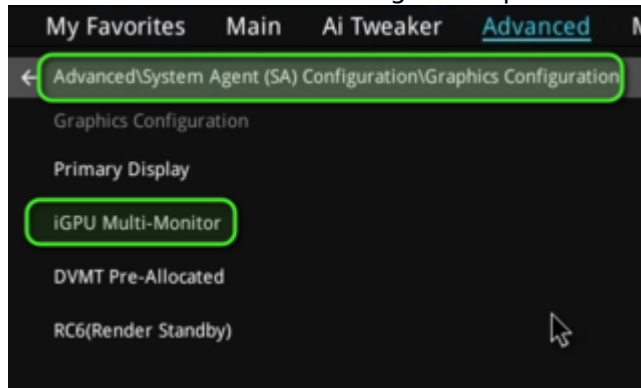 My Favorites Main Ai Tweaker Advanced
Advanced\System Agent (SA) Configuration\Graphics Configuration
Graphics Configuration
Primary Display
iGPU Multi-Monitor
DVMT Pre-Allocated
RC6(Render Standby)